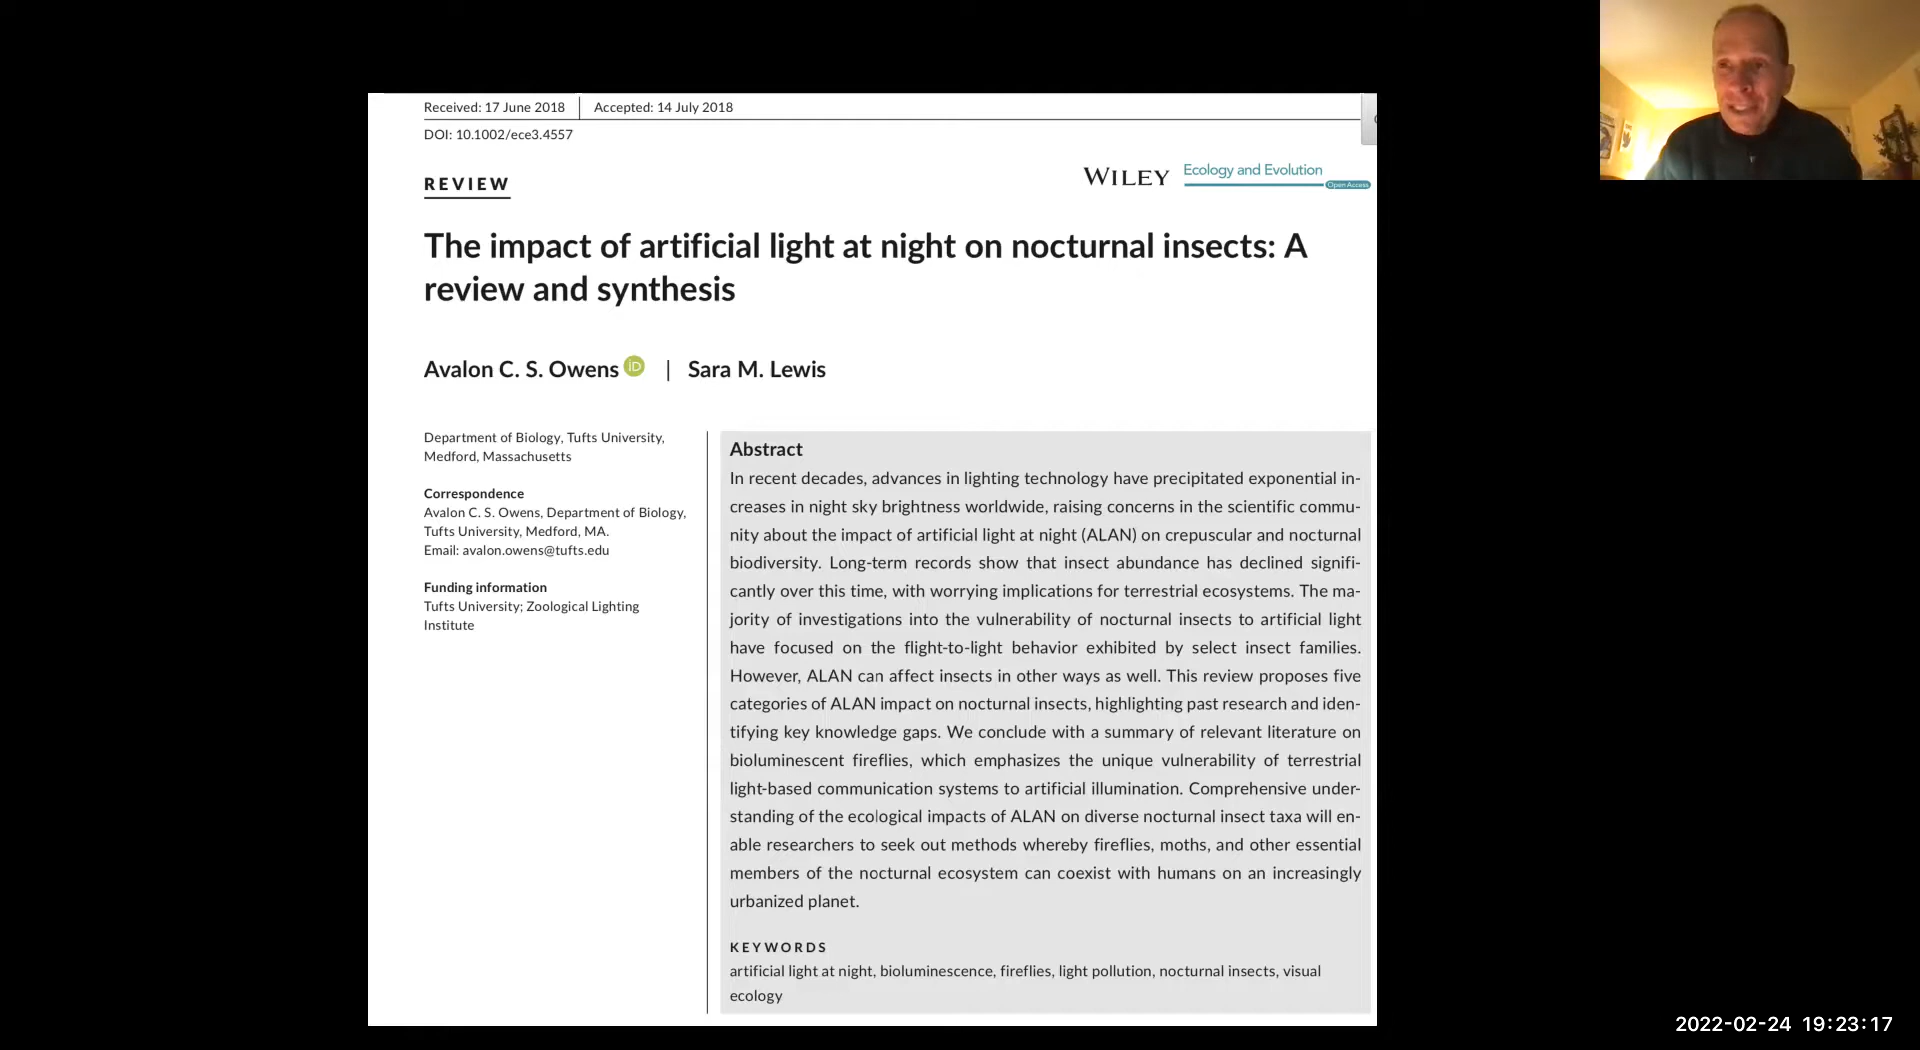 Received: 17 June 2018 | Accepted: 14 July 2018
DOI: 10.1002/ece3.4557
REVIEW
WILEY Ecology and Evolution
Open Access
The impact of artificial light at night on nocturnal insects: A
review and synthesis
Avalon C. S. Owens iD | Sara M. Lewis
Department of Biology, Tufts University,
Medford, Massachusetts
Correspondence
Avalon C. S. Owens, Department of Biology,
Tufts University, Medford, MA.
Email: avalon.owens@tufts.edu
Funding information
Tufts University; Zoological Lighting
Institute
Abstract
In recent decades, advances in lighting technology have precipitated exponential in-
creases in night sky brightness worldwide, raising concerns in the scientific commu-
nity about the impact of artificial light at night (ALAN) on crepuscular and nocturnal
biodiversity. Long-term records show that insect abundance has declined signifi-
cantly over this time, with worrying implications for terrestrial ecosystems. The ma-
jority of investigations into the vulnerability of nocturnal insects to artificial light
have focused on the flight-to-light behavior exhibited by select insect families.
However, ALAN can affect insects in other ways as well. This review proposes five
categories of ALAN impact on nocturnal insects, highlighting past research and iden-
tifying key knowledge gaps. We conclude with a summary of relevant literature on
bioluminescent fireflies, which emphasizes the unique vulnerability of terrestrial
light-based communication systems to artificial illumination. Comprehensive under-
standing of the ecological impacts of ALAN on diverse nocturnal insect taxa will en-
able researchers to seek out methods whereby fireflies, moths, and other essential
members of the nocturnal ecosystem can coexist with humans on an increasingly
urbanized planet.
KEYWORDS
artificial light at night, bioluminescence, fireflies, light pollution, nocturnal insects, visual
ecology
2022-02-24 19:23:17